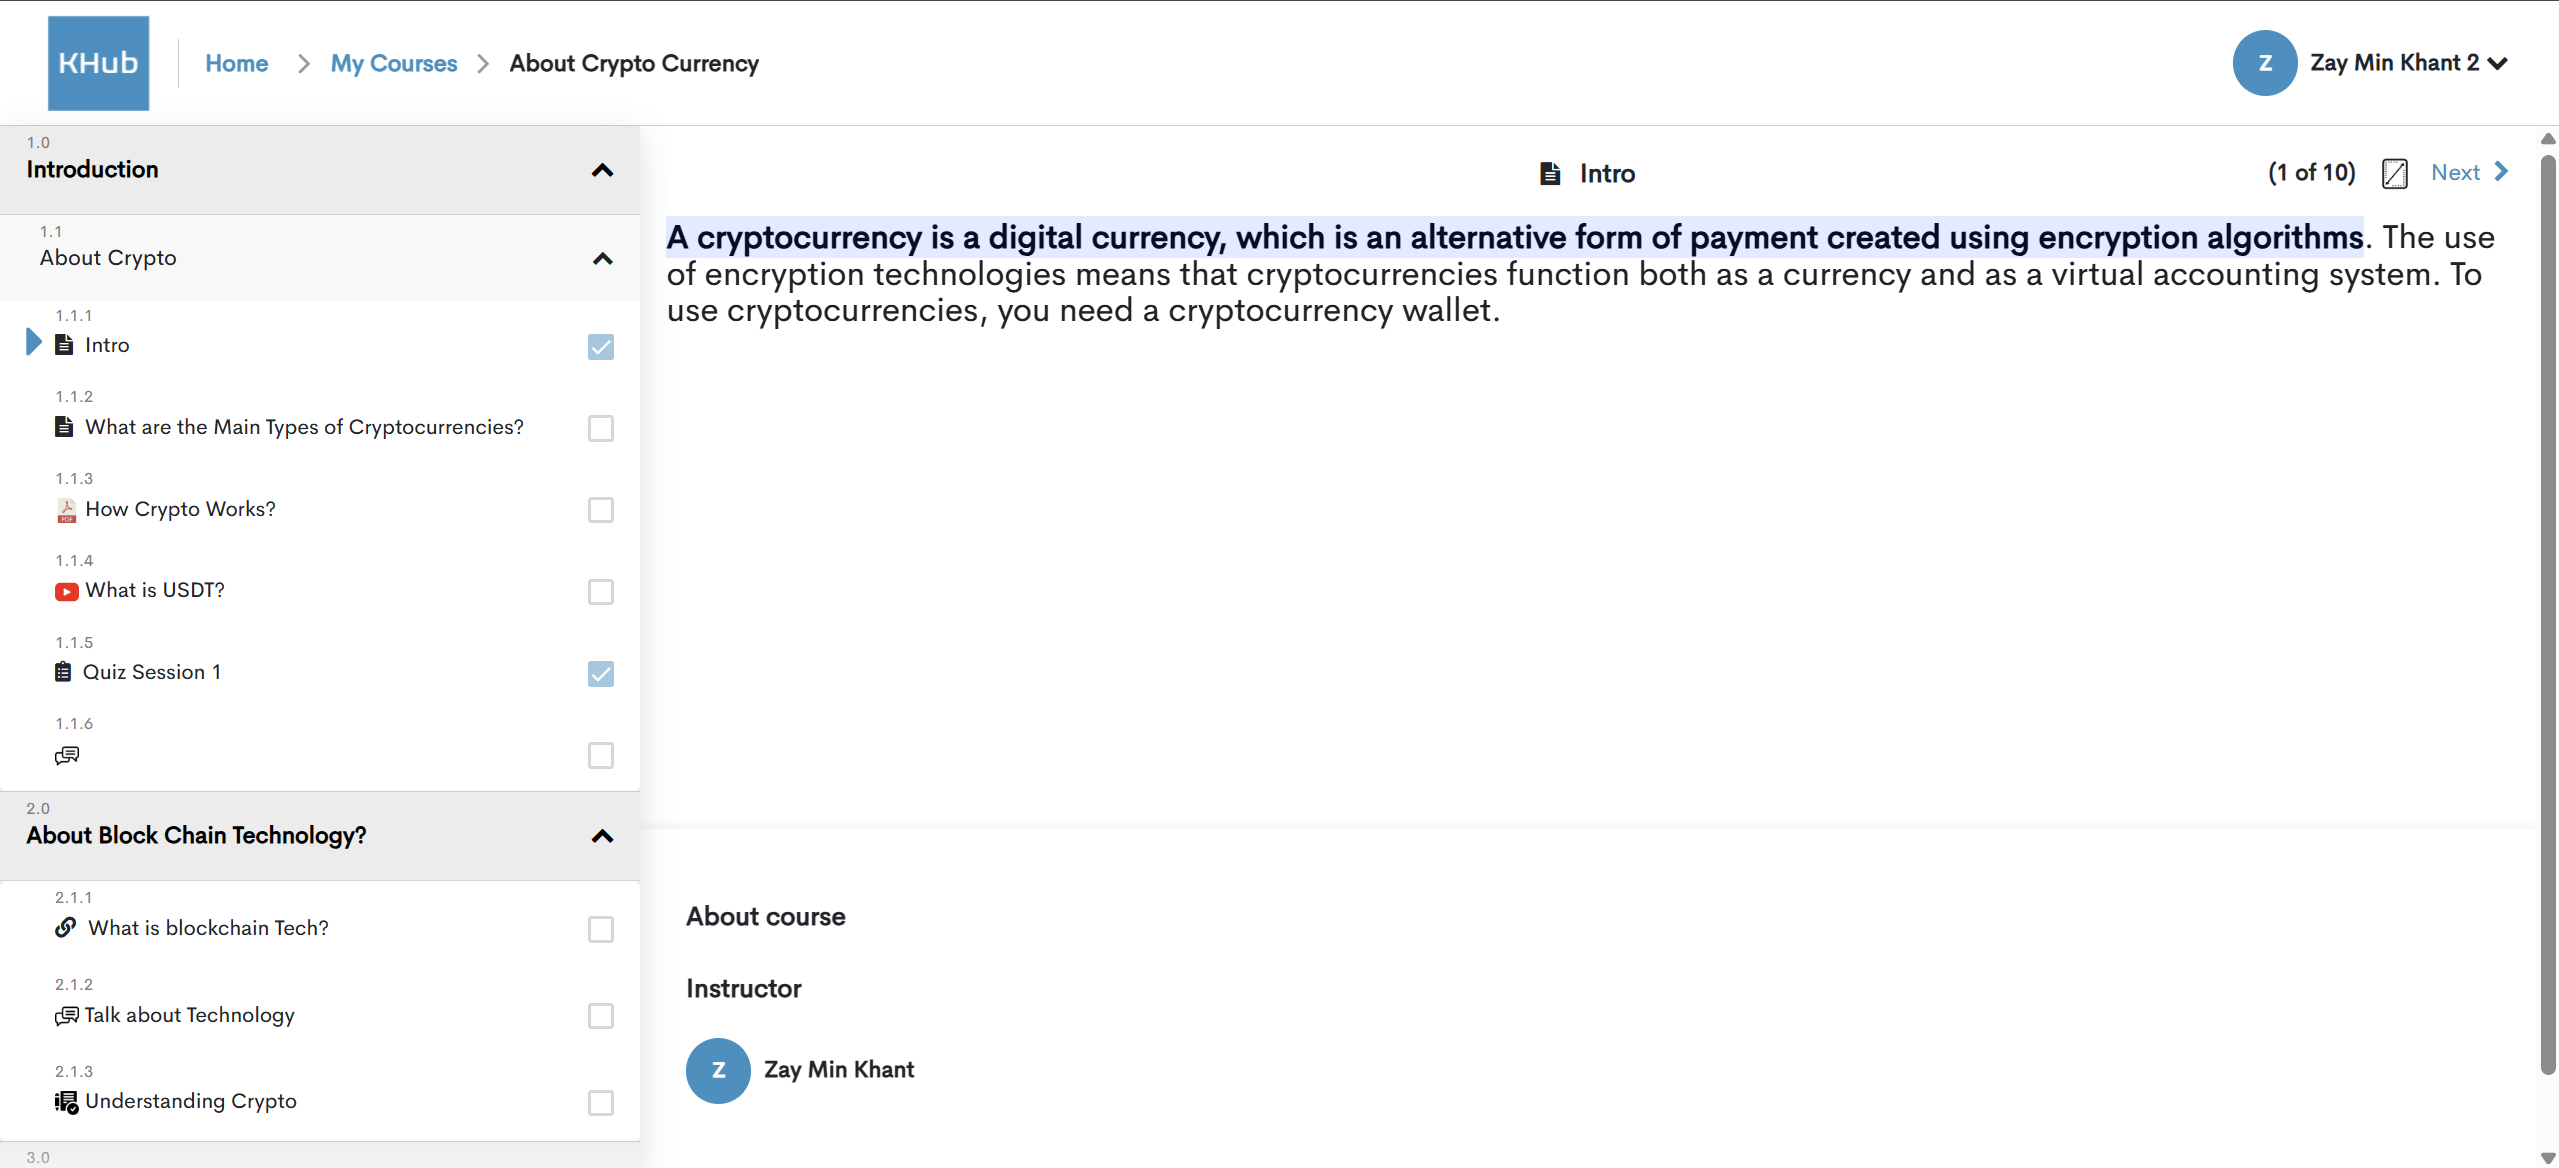 KHub
Home > My Courses > About Crypto Currency
Z Zay Min Khant 2
1.0
Introduction
1.1
About Crypto
1.1.1
Intro
1.1.2
What are the Main Types of Cryptocurrencies?
1.1.3
PDF How Crypto Works?
1.1.4
What is USDT?
1.1.5
Quiz Session 1
1.1.6
2.0
About Block Chain Technology?
2.1.1
What is blockchain Tech?
2.1.2
Talk about Technology
2.1.3
Understanding Crypto
3.0
Intro
(1 of 10) Next
A cryptocurrency is a digital currency, which is an alternative form of payment created using encryption algorithms. The use
of encryption technologies means that cryptocurrencies function both as a currency and as a virtual accounting system. To
use cryptocurrencies, you need a cryptocurrency wallet.
About course
Instructor
Z Zay Min Khant